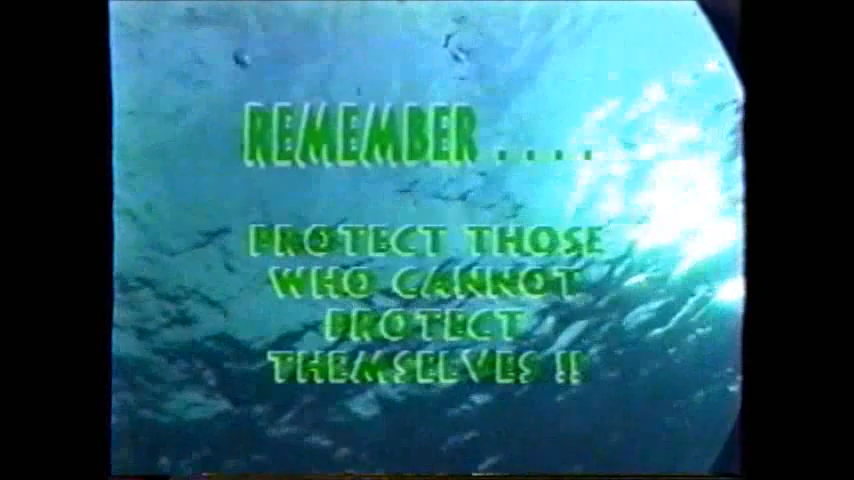 REMEMBER ....
PROTECT THOSE
WHO CANNOT
PROTECT
THEMSELVES !!